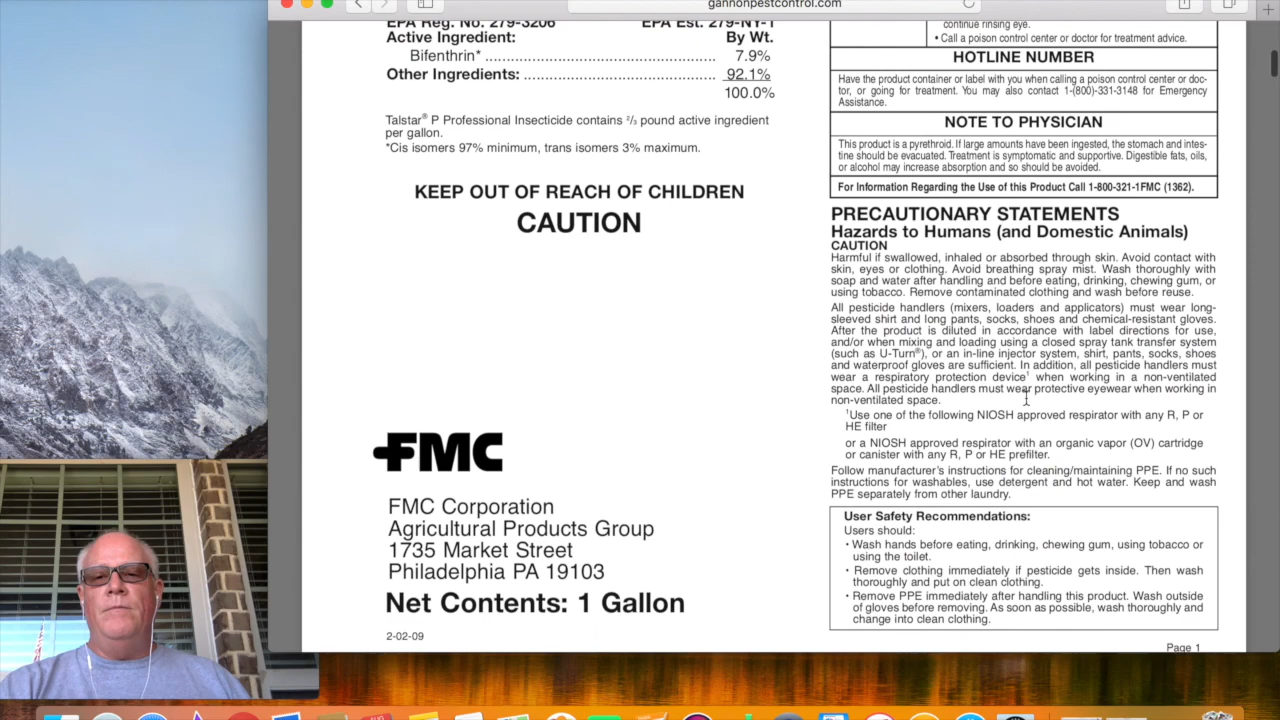 gannonpestcontrol.com
EPA Reg. No. 279-3206 EPA Est. 279-NY-1
Active Ingredient: By Wt.
Bifenthrin* ........................................................ 7.9%
Other Ingredients: .............................................. 92.1%
100.0%
Talstar® P Professional Insecticide contains 2/3 pound active ingredient
per gallon.
*Cis isomers 97% minimum, trans isomers 3% maximum.
KEEP OUT OF REACH OF CHILDREN
CAUTION
FMC
FMC Corporation
Agricultural Products Group
1735 Market Street
Philadelphia PA 19103
Net Contents: 1 Gallon
2-02-09
continue rinsing eye.
• Call a poison control center or doctor for treatment advice.
HOTLINE NUMBER
Have the product container or label with you when calling a poison control center or doc-
tor, or going for treatment. You may also contact 1-(800)-331-3148 for Emergency
Assistance.
NOTE TO PHYSICIAN
This product is a pyrethroid. If large amounts have been ingested, the stomach and intes-
tine should be evacuated. Treatment is symptomatic and supportive. Digestible fats, oils,
or alcohol may increase absorption and so should be avoided.
For Information Regarding the Use of this Product Call 1-800-321-1FMC (1362).
PRECAUTIONARY STATEMENTS
Hazards to Humans (and Domestic Animals)
CAUTION
Harmful if swallowed, inhaled or absorbed through skin. Avoid contact with
skin, eyes or clothing. Avoid breathing spray mist. Wash thoroughly with
soap and water after handling and before eating, drinking, chewing gum, or
using tobacco. Remove contaminated clothing and wash before reuse.
All pesticide handlers (mixers, loaders and applicators) must wear long-
sleeved shirt and long pants, socks, shoes and chemical-resistant gloves.
After the product is diluted in accordance with label directions for use,
and/or when mixing and loading using a closed spray tank transfer system
(such as U-Turn®), or an in-line injector system, shirt, pants, socks, shoes
and waterproof gloves are sufficient. In addition, all pesticide handlers must
wear a respiratory protection device¹ when working in a non-ventilated
space. All pesticide handlers must wear protective eyewear when working in
non-ventilated space.
¹Use one of the following NIOSH approved respirator with any R, P or
HE filter
or a NIOSH approved respirator with an organic vapor (OV) cartridge
or canister with any R, P or HE prefilter.
Follow manufacturer's instructions for cleaning/maintaining PPE. If no such
instructions for washables, use detergent and hot water. Keep and wash
PPE separately from other laundry.
User Safety Recommendations:
Users should:
• Wash hands before eating, drinking, chewing gum, using tobacco or
using the toilet.
• Remove clothing immediately if pesticide gets inside. Then wash
thoroughly and put on clean clothing.
• Remove PPE immediately after handling this product. Wash outside
of gloves before removing. As soon as possible, wash thoroughly and
change into clean clothing.
Page 1